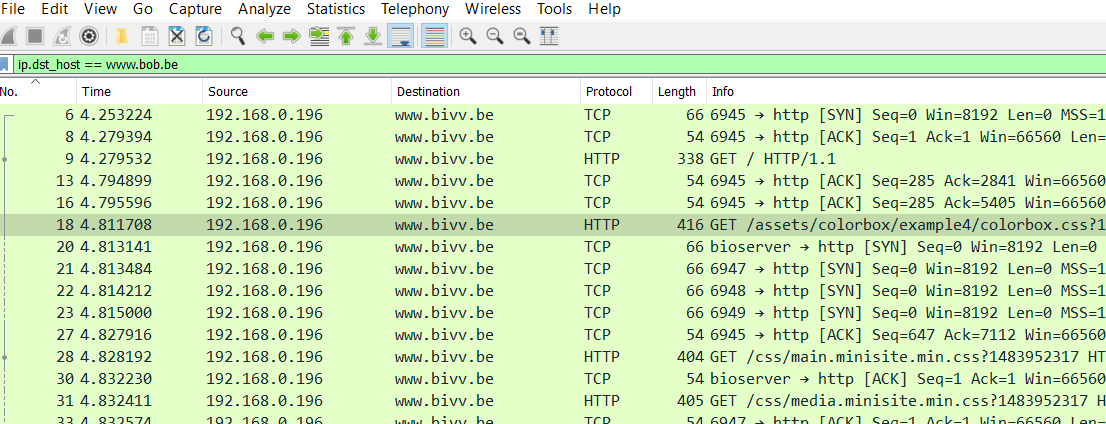 File Edit View Go Capture Analyze Statistics Telephony Wireless Tools Help
ip.dst_host == www.bob.be
No. Time Source Destination Protocol Length Info
6 4.253224 192.168.0.196 www.bivv.be TCP 66 6945 → http [SYN] Seq=0 Win=8192 Len=0 MSS=1
8 4.279394 192.168.0.196 www.bivv.be TCP 54 6945 → http [ACK] Seq=1 Ack=1 Win=66560 Len=
9 4.279532 192.168.0.196 www.bivv.be HTTP 338 GET / HTTP/1.1
13 4.794899 192.168.0.196 www.bivv.be TCP 54 6945 → http [ACK] Seq=285 Ack=2841 Win=66560
16 4.795596 192.168.0.196 www.bivv.be TCP 54 6945 → http [ACK] Seq=285 Ack=5405 Win=66560
18 4.811708 192.168.0.196 www.bivv.be HTTP 416 GET /assets/colorbox/example4/colorbox.css?1
20 4.813141 192.168.0.196 www.bivv.be TCP 66 bioserver → http [SYN] Seq=0 Win=8192 Len=0
21 4.813484 192.168.0.196 www.bivv.be TCP 66 6947 → http [SYN] Seq=0 Win=8192 Len=0 MSS=1
22 4.814212 192.168.0.196 www.bivv.be TCP 66 6948 → http [SYN] Seq=0 Win=8192 Len=0 MSS=1
23 4.815000 192.168.0.196 www.bivv.be TCP 66 6949 → http [SYN] Seq=0 Win=8192 Len=0 MSS=1
27 4.827916 192.168.0.196 www.bivv.be TCP 54 6945 → http [ACK] Seq=647 Ack=7112 Win=66560
28 4.828192 192.168.0.196 www.bivv.be HTTP 404 GET /css/main.minisite.min.css?1483952317 HT
30 4.832230 192.168.0.196 www.bivv.be TCP 54 bioserver → http [ACK] Seq=1 Ack=1 Win=66560
31 4.832411 192.168.0.196 www.bivv.be HTTP 405 GET /css/media.minisite.min.css?1483952317 H
33 4.832574 192.168.0.196 www.bivv.be TCP 54 6947 → http [ACK] Seq=1 Ack=1 Win=66560